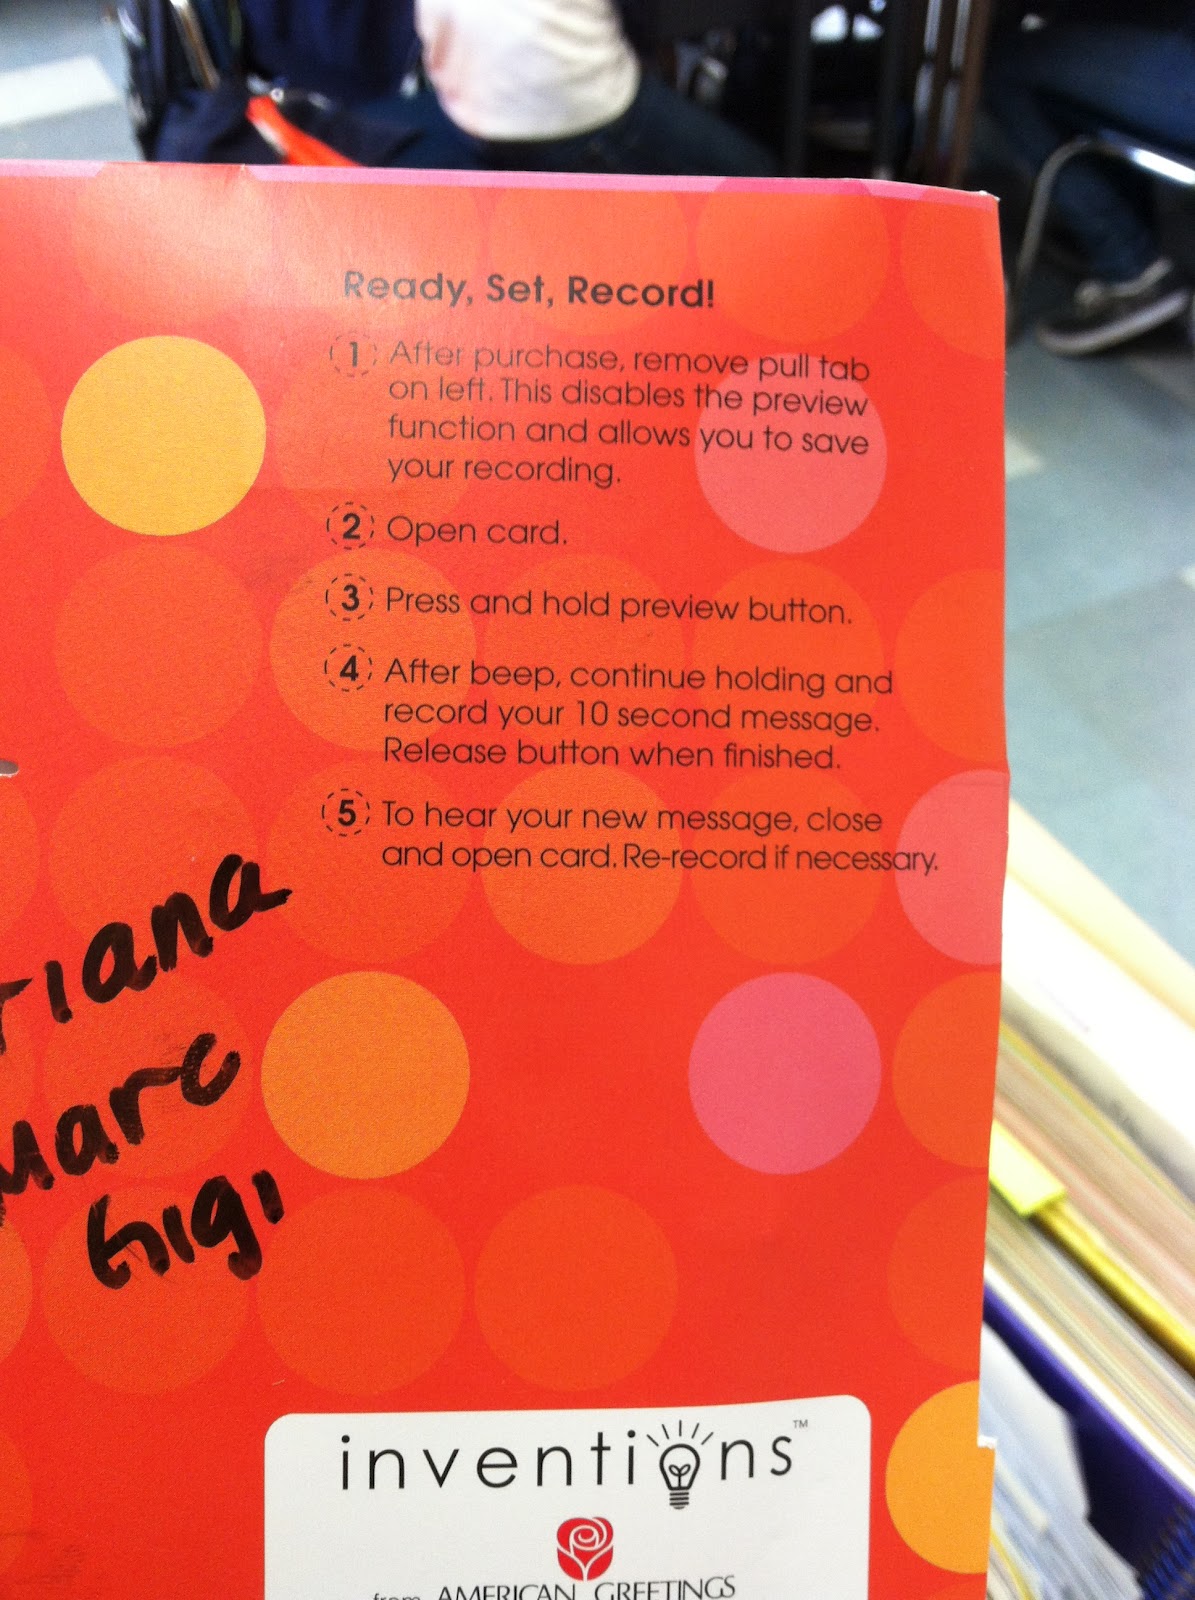 Ready, Set, Record!
1 After purchase, remove pull tab
on left. This disables the preview
function and allows you to save
your recording.
2 Open card.
3 Press and hold preview button.
4 After beep, continue holding and
record your 10 second message.
Release button when finished.
5 To hear your new message, close
and open card. Re-record if necessary.
riana
Marc
Gigi
inventions™
from AMERICAN GREETINGS